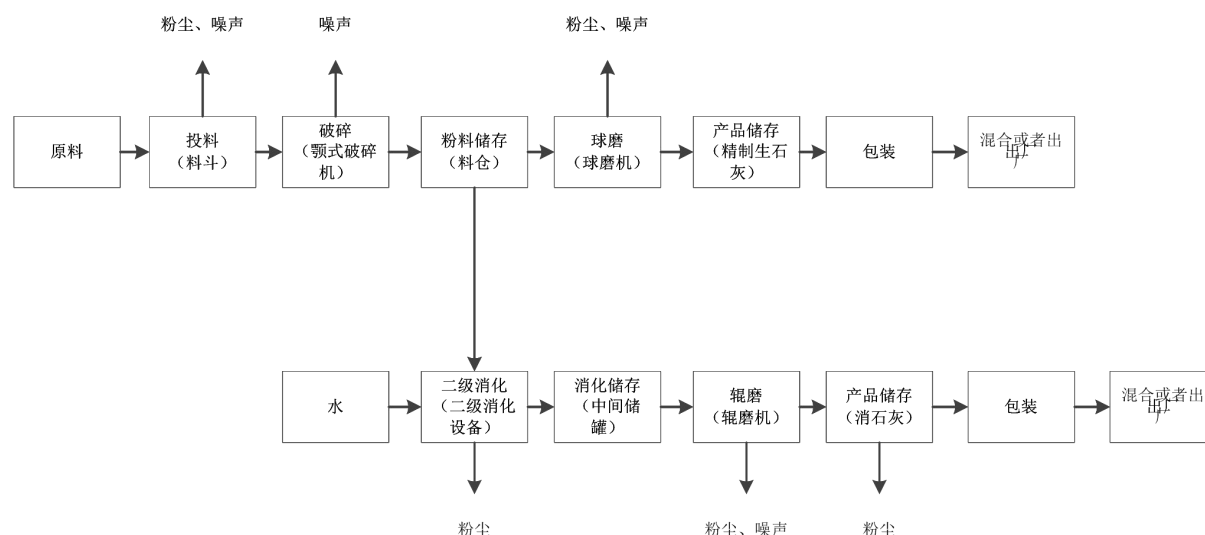 粉尘、噪声
噪声
粉尘、噪声
原料
投料
（料斗）
破碎
（颚式破碎
机）
粉料储存
（料仓）
球磨
（球磨机）
产品储存
（精制生石
灰）
包装
混合或者出
水
二级消化
（二级消化
设备）
消化储存
（中间储
罐）
辊磨
（辊磨机）
产品储存
（消石灰）
包装
混合或者出
粉尘
粉尘、噪声
粉尘